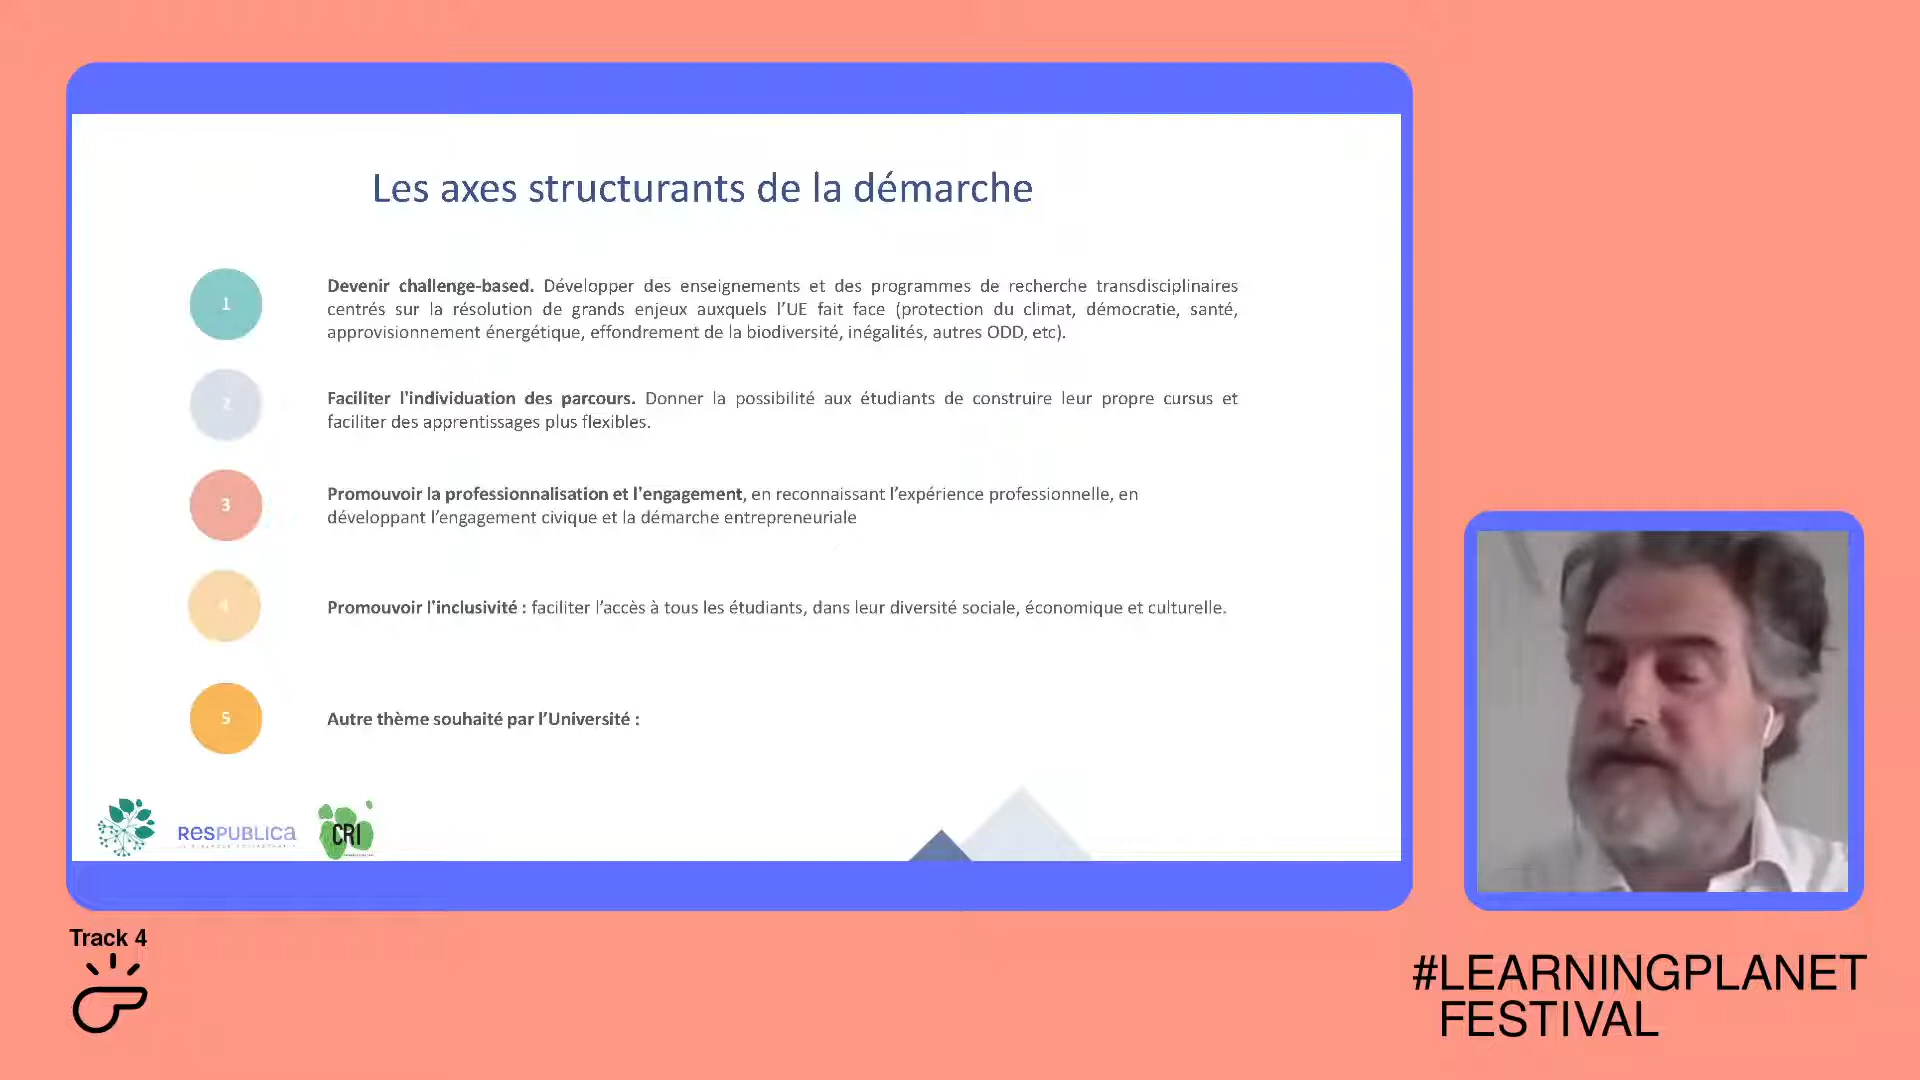 Les axes structurants de la démarche
1
Devenir challenge-based. Développer des enseignements et des programmes de recherche transdisciplinaires
centrés sur la résolution de grands enjeux auxquels l’UE fait face (protection du climat, démocratie, santé,
approvisionnement énergétique, effondrement de la biodiversité, inégalités, autres ODD, etc).
2
Faciliter l'individuation des parcours. Donner la possibilité aux étudiants de construire leur propre cursus et
faciliter des apprentissages plus flexibles.
3
Promouvoir la professionnalisation et l'engagement, en reconnaissant l’expérience professionnelle, en
développant l’engagement civique et la démarche entrepreneuriale
4
Promouvoir l'inclusivité : faciliter l’accès à tous les étudiants, dans leur diversité sociale, économique et culturelle.
5
Autre thème souhaité par l’Université :
RESPUBLICA
CRI
Track 4
#LEARNINGPLANET
FESTIVAL